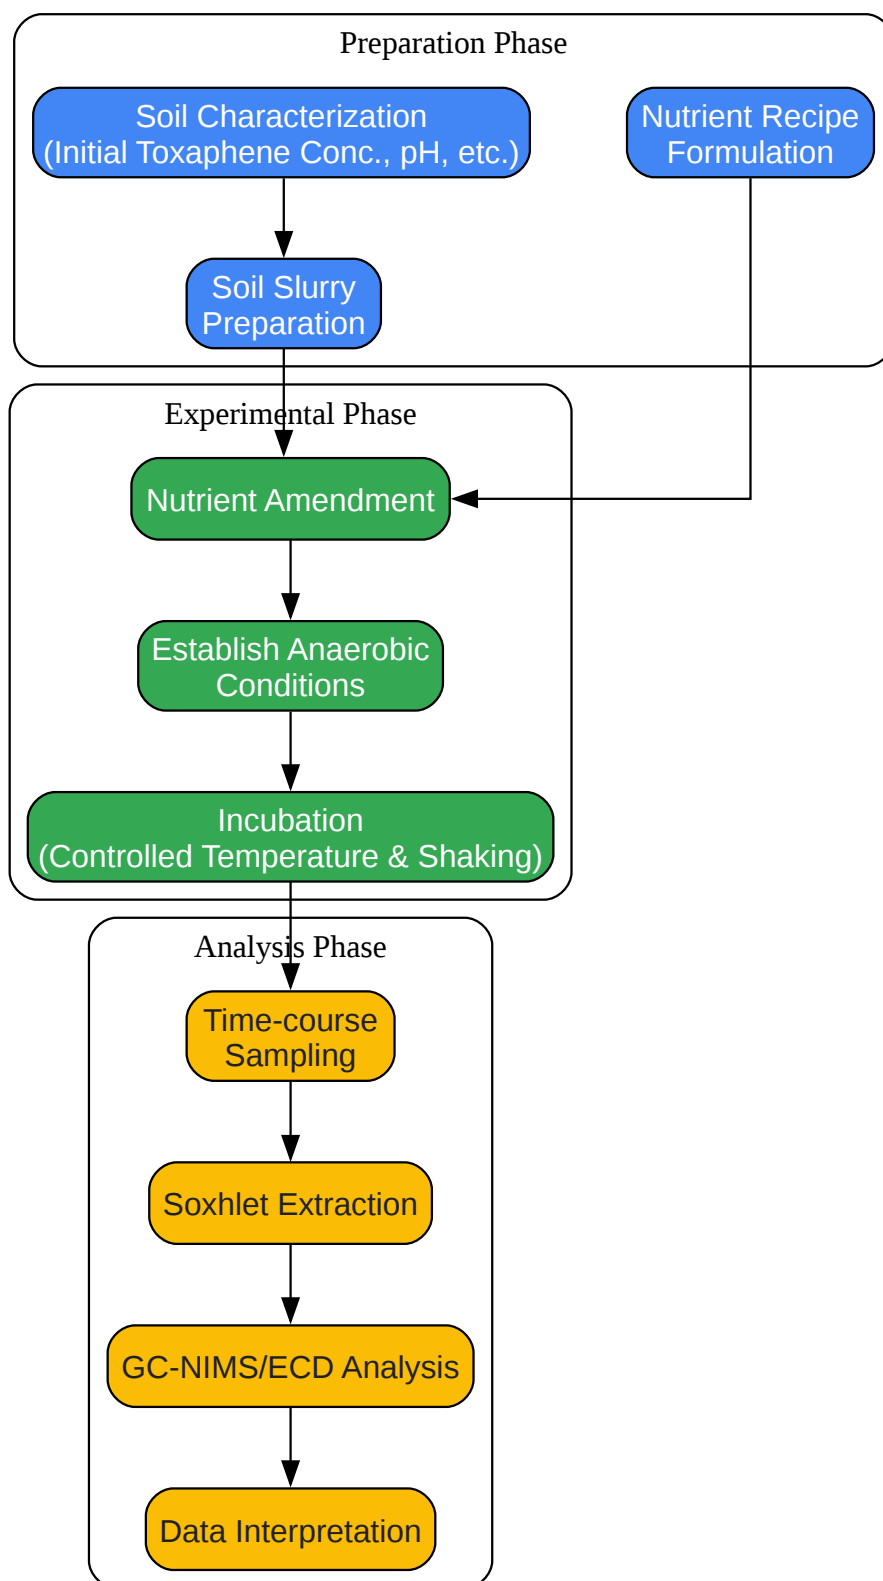 Preparation Phase
Soil Characterization
(Initial Toxaphene Conc., pH, etc.)
Nutrient Recipe
Formulation
Soil Slurry
Preparation
Experimental Phase
Nutrient Amendment
Establish Anaerobic
Conditions
Incubation
(Controlled Temperature & Shaking)
Analysis Phase
Time-course
Sampling
Soxhlet Extraction
GC-NIMS/ECD Analysis
Data Interpretation